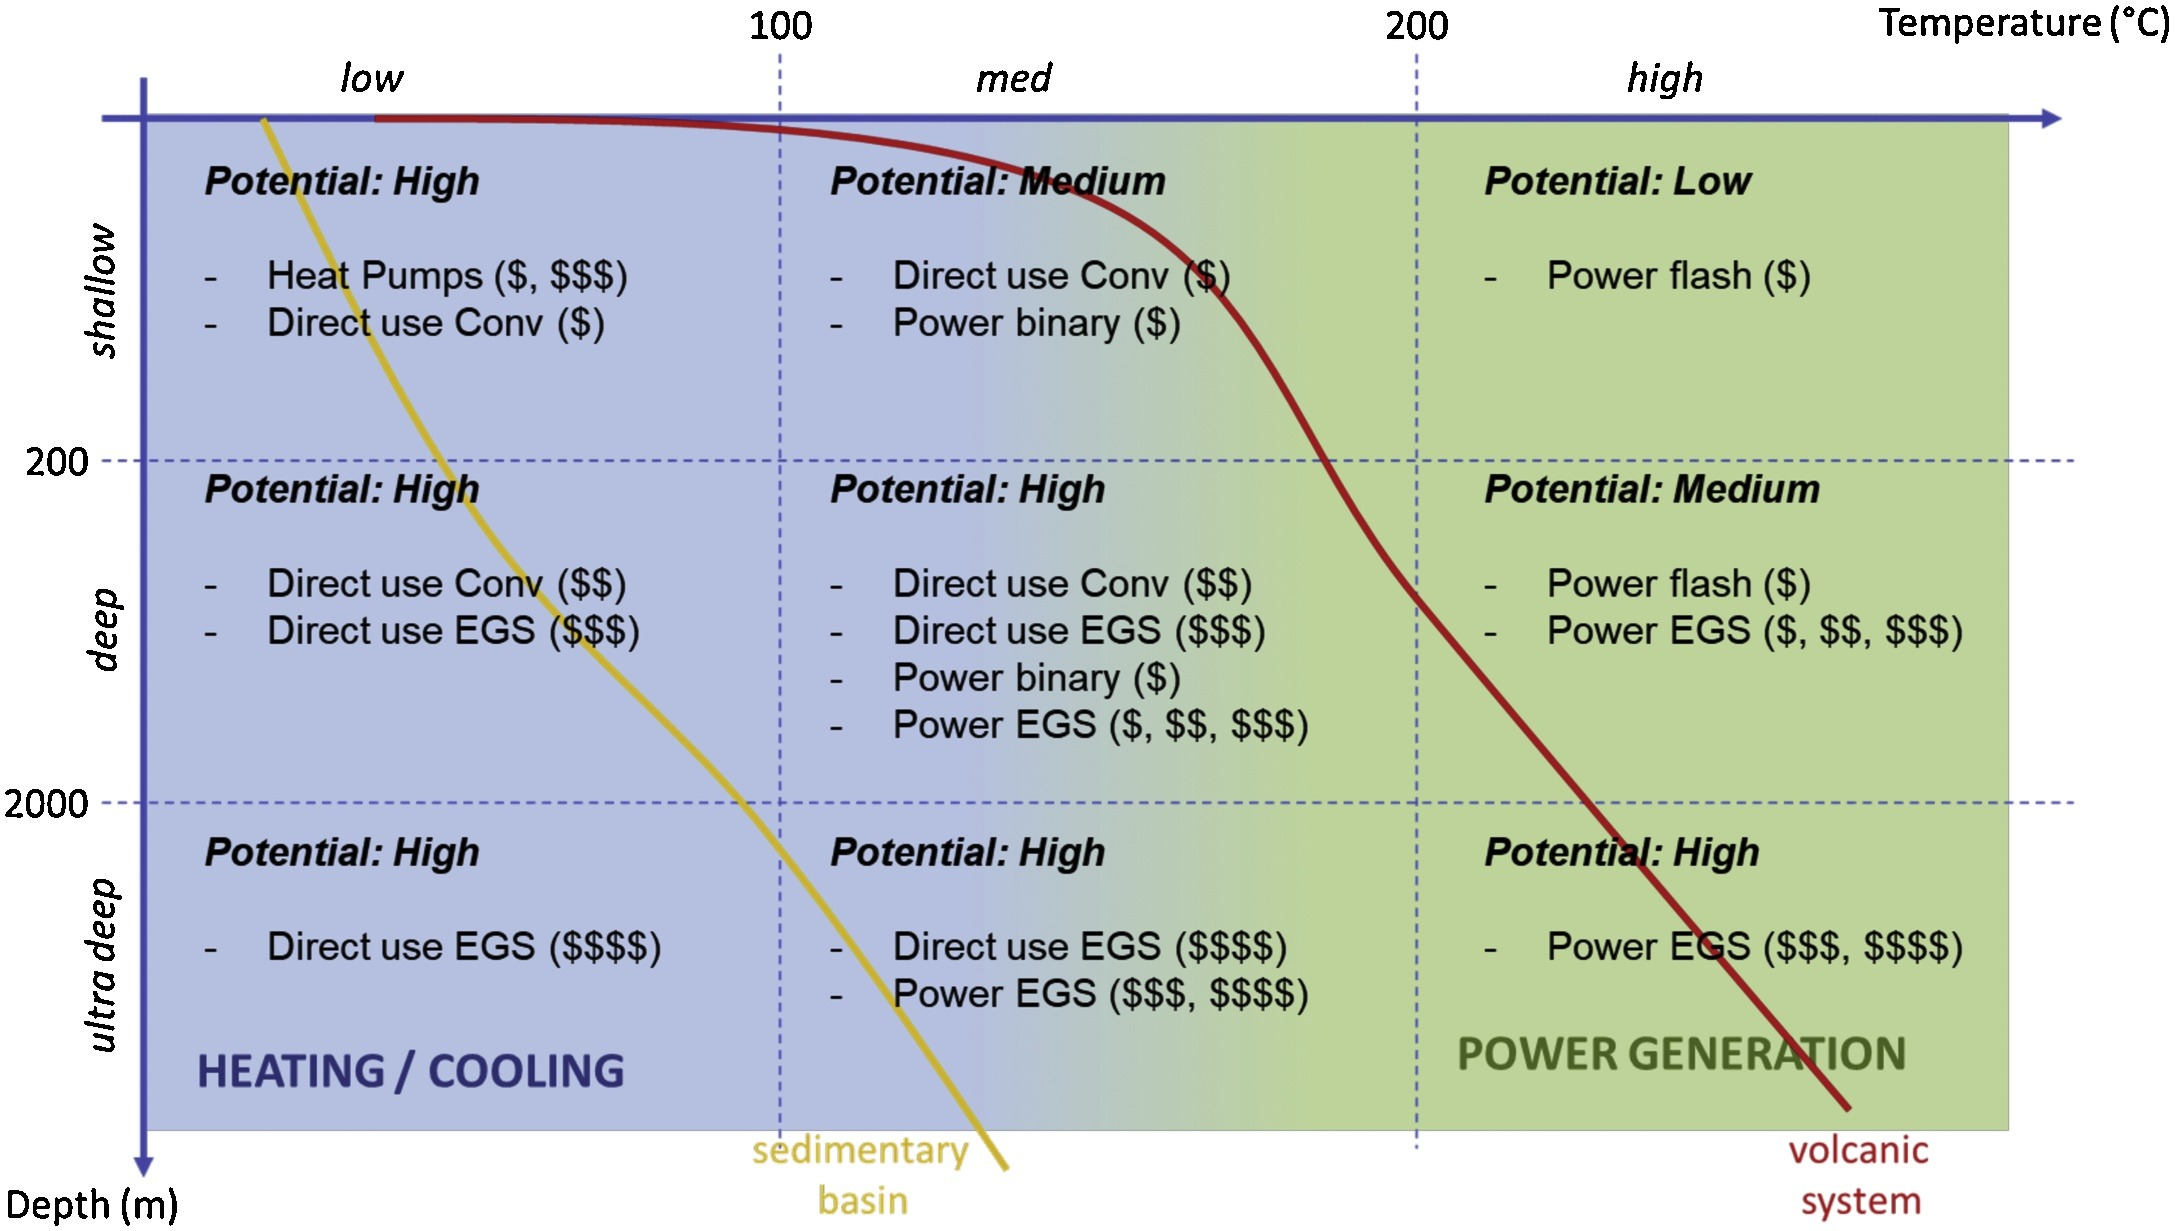 100 200 Temperature (°C)
low med high
shallow
Potential: High
- Heat Pumps ($, $$$)
- Direct use Conv ($)
Potential: Medium
- Direct use Conv ($)
- Power binary ($)
Potential: Low
- Power flash ($)
200
deep
Potential: High
- Direct use Conv ($$)
- Direct use EGS ($$$)
Potential: High
- Direct use Conv ($$)
- Direct use EGS ($$$)
- Power binary ($)
- Power EGS ($, $$, $$$)
Potential: Medium
- Power flash ($)
- Power EGS ($, $$, $$$)
2000
ultra deep
Potential: High
- Direct use EGS ($$$$)
Potential: High
- Direct use EGS ($$$$)
- Power EGS ($$$, $$$$)
Potential: High
- Power EGS ($$$, $$$$)
HEATING / COOLING
POWER GENERATION
sedimentary
basin
volcanic
system
Depth (m)